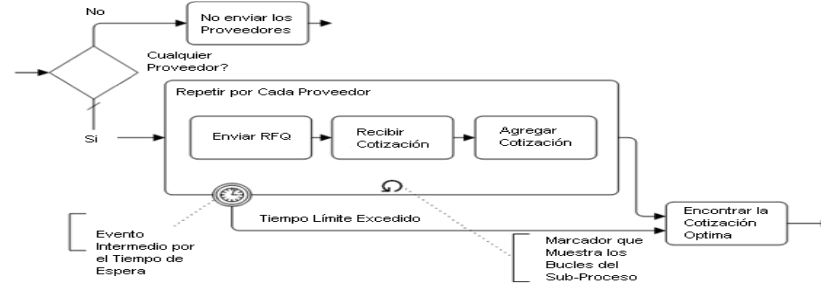 No
No enviar los
Proveedores
Cualquier
Proveedor?
Si
Repetir por Cada Proveedor
Enviar RFQ
Recibir
Cotización
Agregar
Cotización
Tiempo Límite Excedido
Encontrar la
Cotización
Optima
Evento
Intermedio por
el Tiempo de
Espera
Marcador que
Muestra los
Bucles del
Sub-Proceso